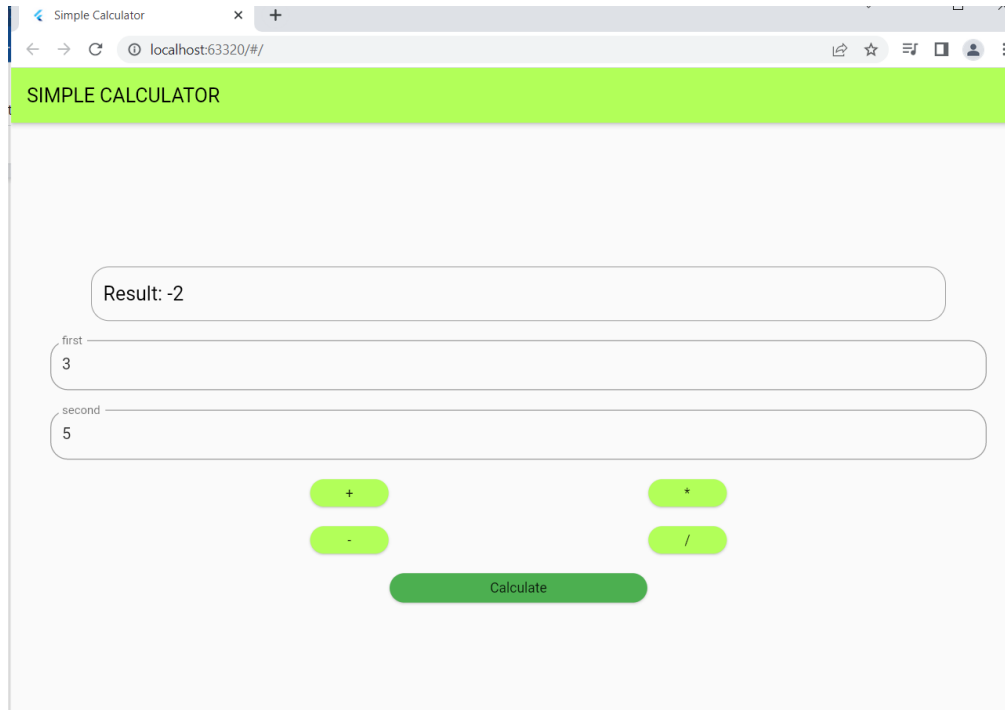 Simple Calculator
localhost:63320/#/
SIMPLE CALCULATOR
Result: -2
first
3
second
5
+ *
- /
Calculate